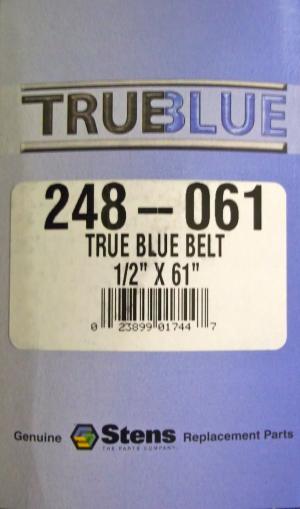 TRUEBLUE
248--061
TRUE BLUE BELT
1/2" X 61"
0 23899 01744 7
Genuine Stens Replacement Parts
THE PARTS COMPANY